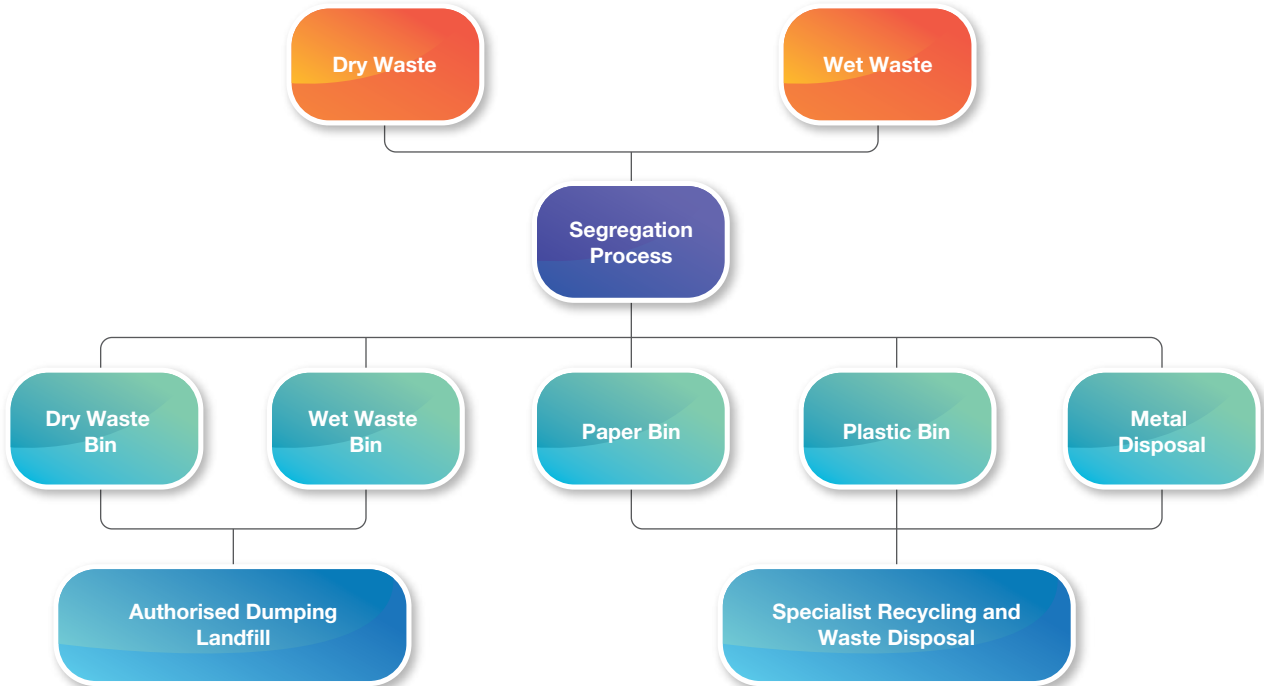 Dry Waste
Wet Waste
Segregation
Process
Dry Waste
Bin
Wet Waste
Bin
Paper Bin
Plastic Bin
Metal
Disposal
Authorised Dumping
Landfill
Specialist Recycling and
Waste Disposal